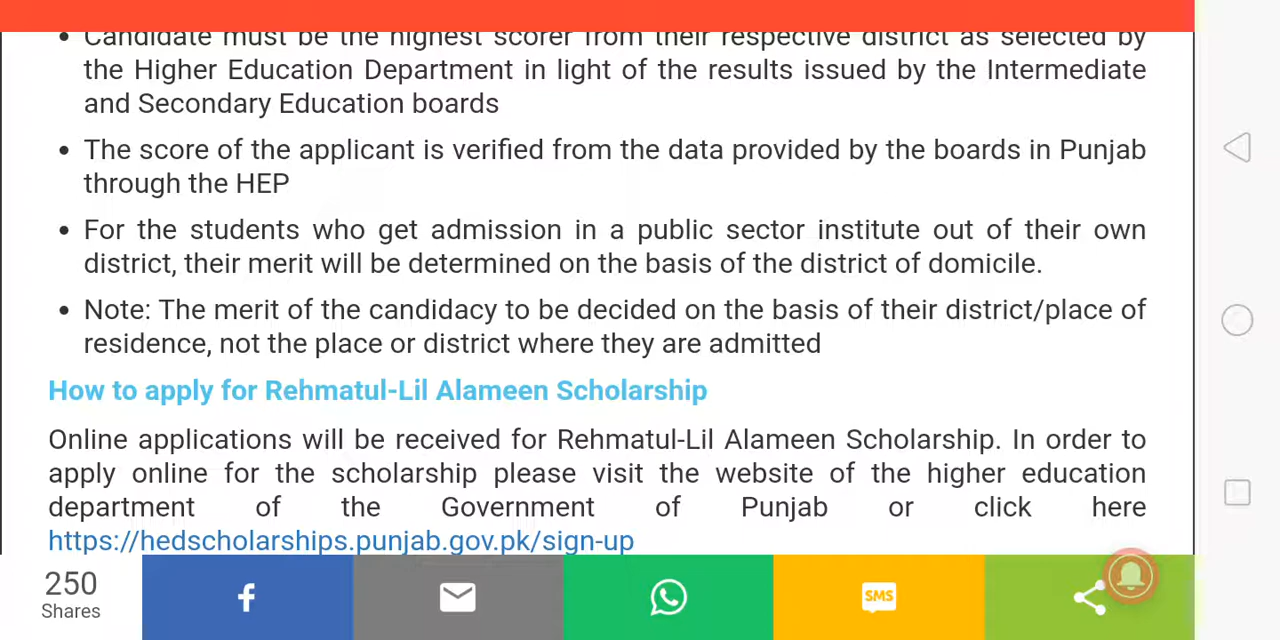 Candidate must be the highest scorer from their respective district as selected by
the Higher Education Department in light of the results issued by the Intermediate
and Secondary Education boards
The score of the applicant is verified from the data provided by the boards in Punjab
through the HEP
For the students who get admission in a public sector institute out of their own
district, their merit will be determined on the basis of the district of domicile.
Note: The merit of the candidacy to be decided on the basis of their district/place of
residence, not the place or district where they are admitted
How to apply for Rehmatul-Lil Alameen Scholarship
Online applications will be received for Rehmatul-Lil Alameen Scholarship. In order to
apply online for the scholarship please visit the website of the higher education
department of the Government of Punjab or click here
https://hedscholarships.punjab.gov.pk/sign-up
250
Shares
SMS